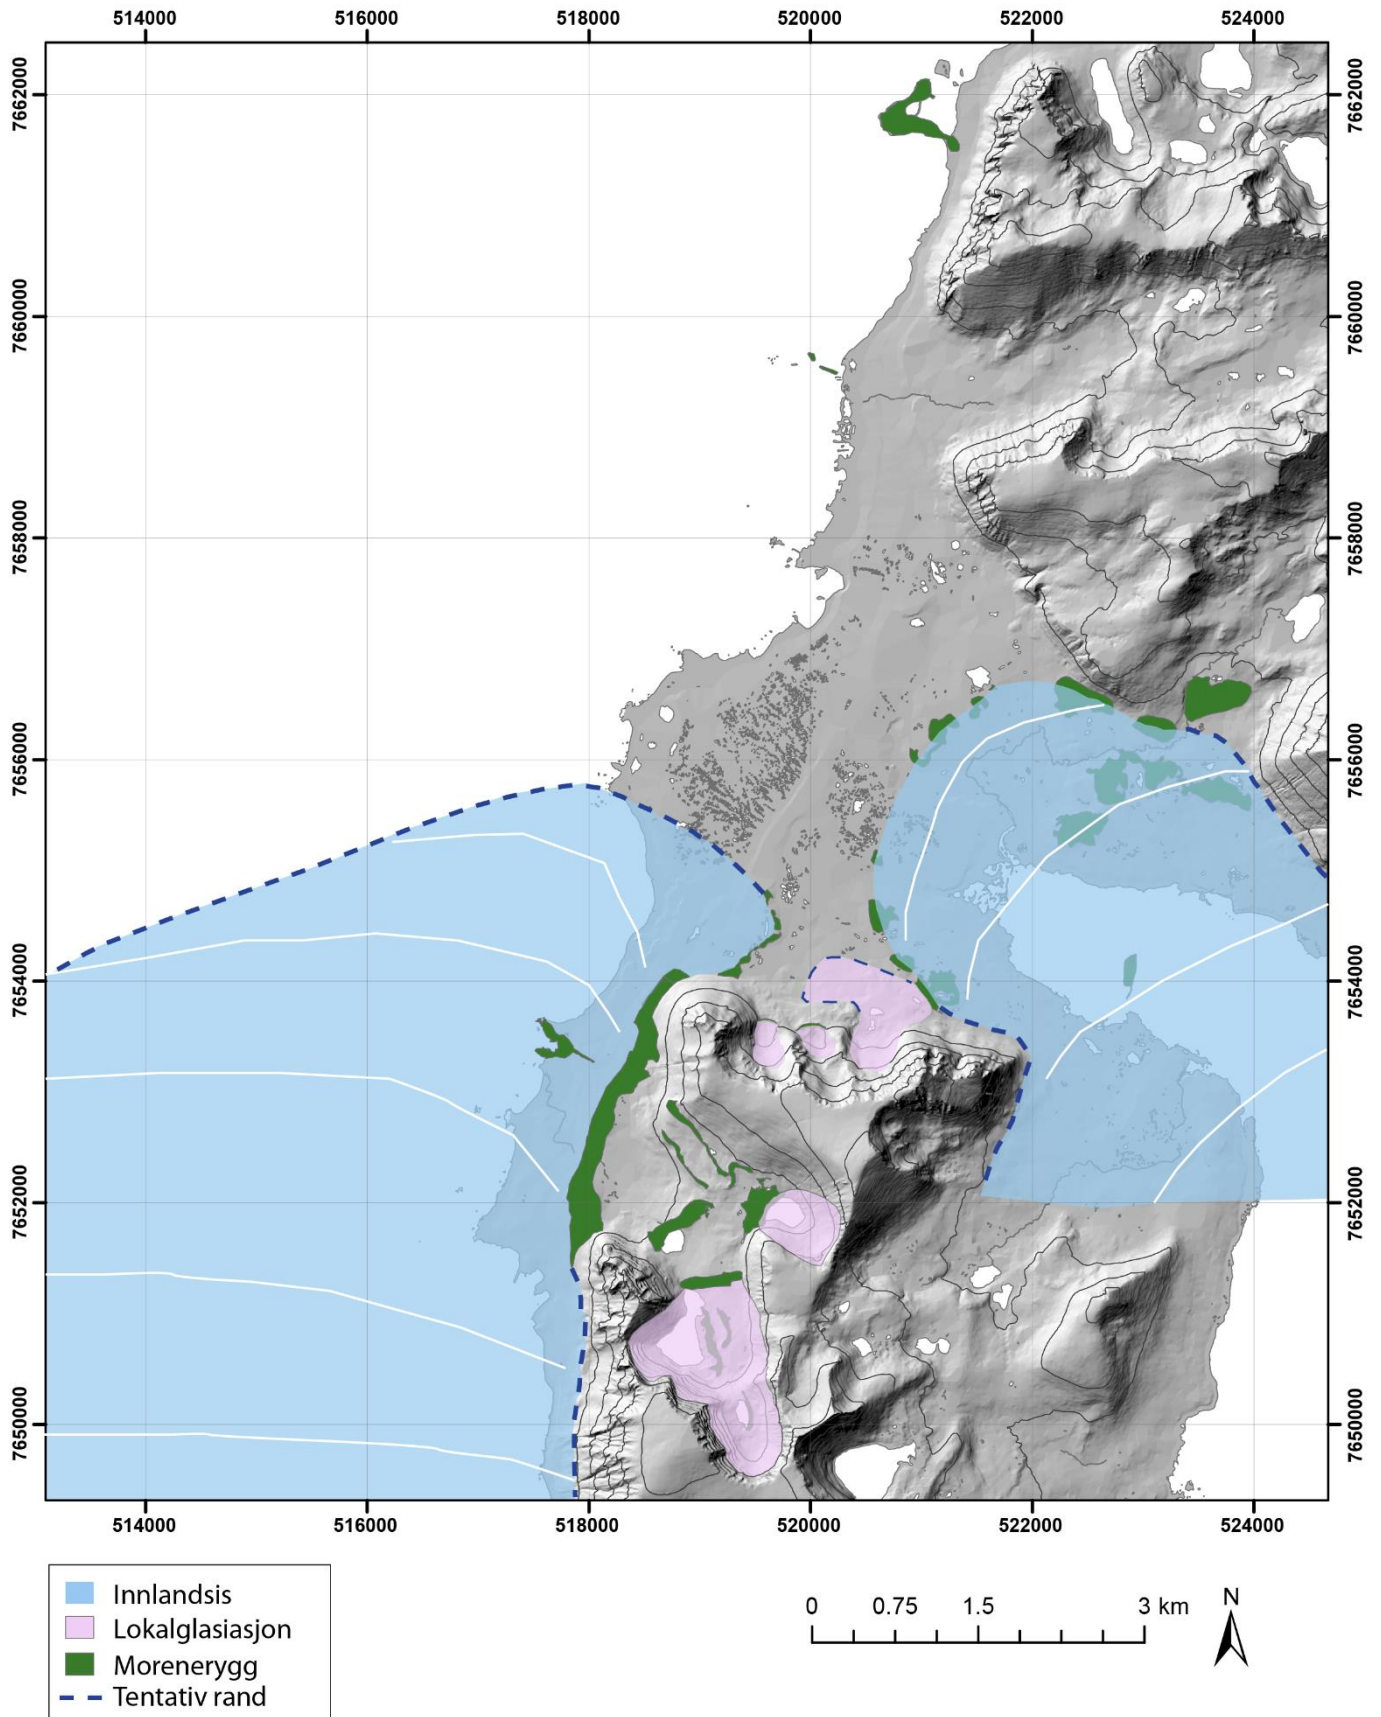 514000 516000 518000 520000 522000 524000
7662000 7662000
7660000 7660000
7658000 7658000
7656000 7656000
7654000 7654000
7652000 7652000
7650000 7650000
514000 516000 518000 520000 522000 524000
Innlandsis
Lokalglasiasjon
Morenerygg
Tentativ rand
0 0.75 1.5 3 km
N